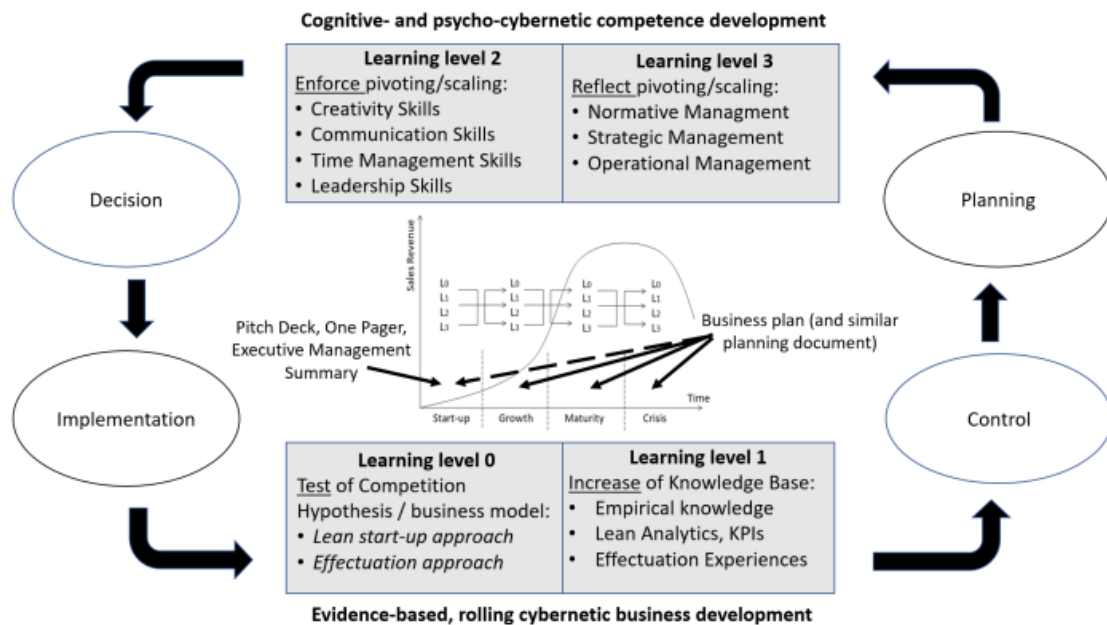 Cognitive- and psycho-cybernetic competence development
Learning level 2
Enforce pivoting/scaling:
• Creativity Skills
• Communication Skills
• Time Management Skills
• Leadership Skills
Learning level 3
Reflect pivoting/scaling:
• Normative Managment
• Strategic Management
• Operational Management
Decision
Planning
Sales Revenue
L0
L1
L2
L3
L0
L1
L2
L3
L0
L1
L2
L3
L0
L1
L2
L3
Pitch Deck, One Pager,
Executive Management
Summary
Business plan (and similar
planning document)
Time
Start-up
Growth
Maturity
Crisis
Implementation
Control
Learning level 0
Test of Competition
Hypothesis / business model:
• Lean start-up approach
• Effectuation approach
Learning level 1
Increase of Knowledge Base:
• Empirical knowledge
• Lean Analytics, KPIs
• Effectuation Experiences
Evidence-based, rolling cybernetic business development